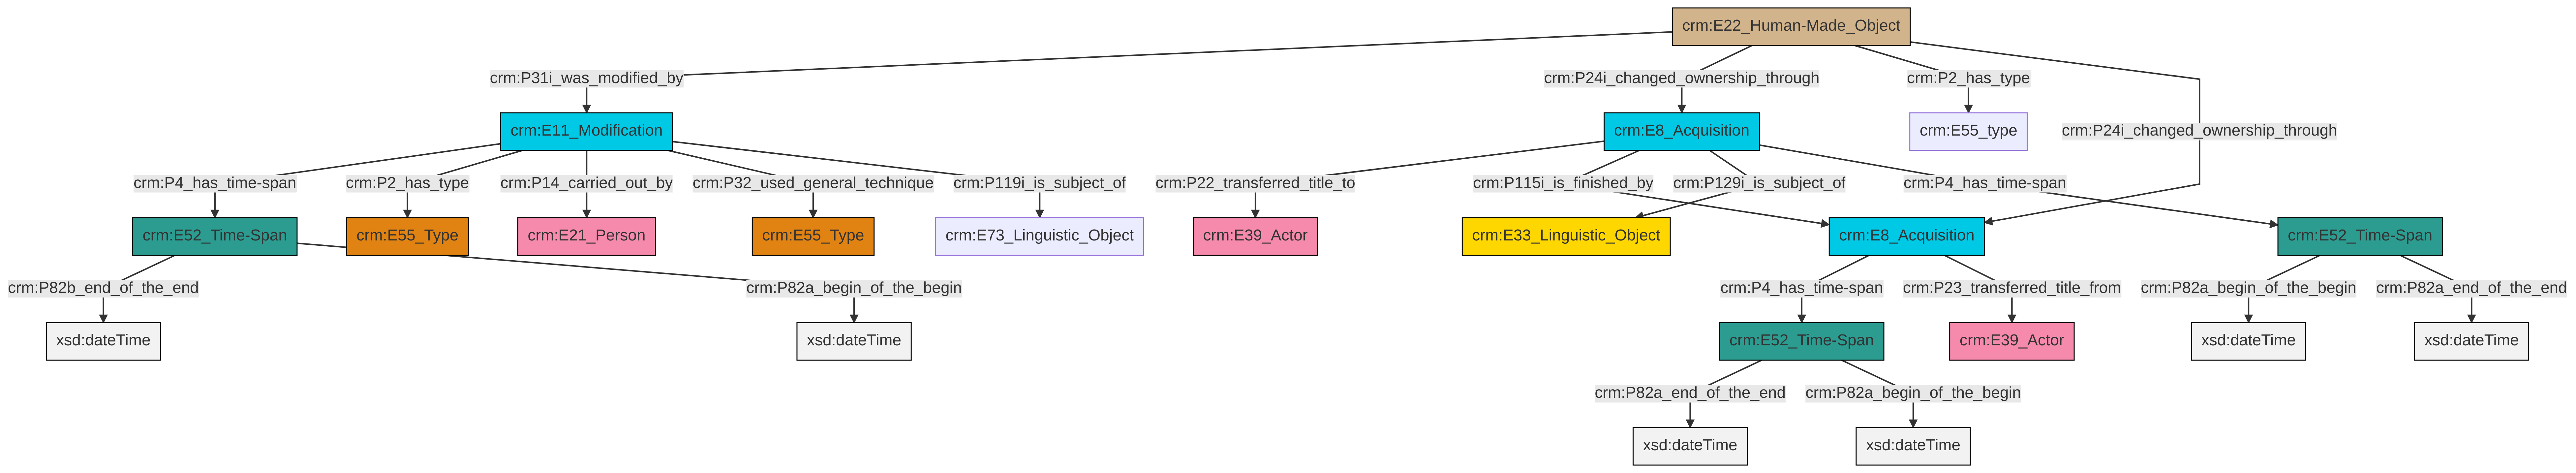 crm:E22_Human-Made_Object
crm:P31i_was_modified_by
crm:P24i_changed_ownership_through
crm:P2_has_type
crm:E11_Modification
crm:E8_Acquisition
crm:E55_type
crm:P24i_changed_ownership_through
crm:P4_has_time-span
crm:P2_has_type
crm:P14_carried_out_by
crm:P32_used_general_technique
crm:P119i_is_subject_of
crm:P22_transferred_title_to
crm:P115i_is_finished_by
crm:P129i_is_subject_of
crm:P4_has_time-span
crm:E52_Time-Span
crm:E55_Type
crm:E21_Person
crm:E55_Type
crm:E73_Linguistic_Object
crm:E39_Actor
crm:E33_Linguistic_Object
crm:E8_Acquisition
crm:E52_Time-Span
crm:P82b_end_of_the_end
crm:P82a_begin_of_the_begin
crm:P4_has_time-span
crm:P23_transferred_title_from
crm:P82a_begin_of_the_begin
crm:P82a_end_of_the_end
xsd:dateTime
xsd:dateTime
crm:E52_Time-Span
crm:E39_Actor
xsd:dateTime
xsd:dateTime
crm:P82a_end_of_the_end
crm:P82a_begin_of_the_begin
xsd:dateTime
xsd:dateTime